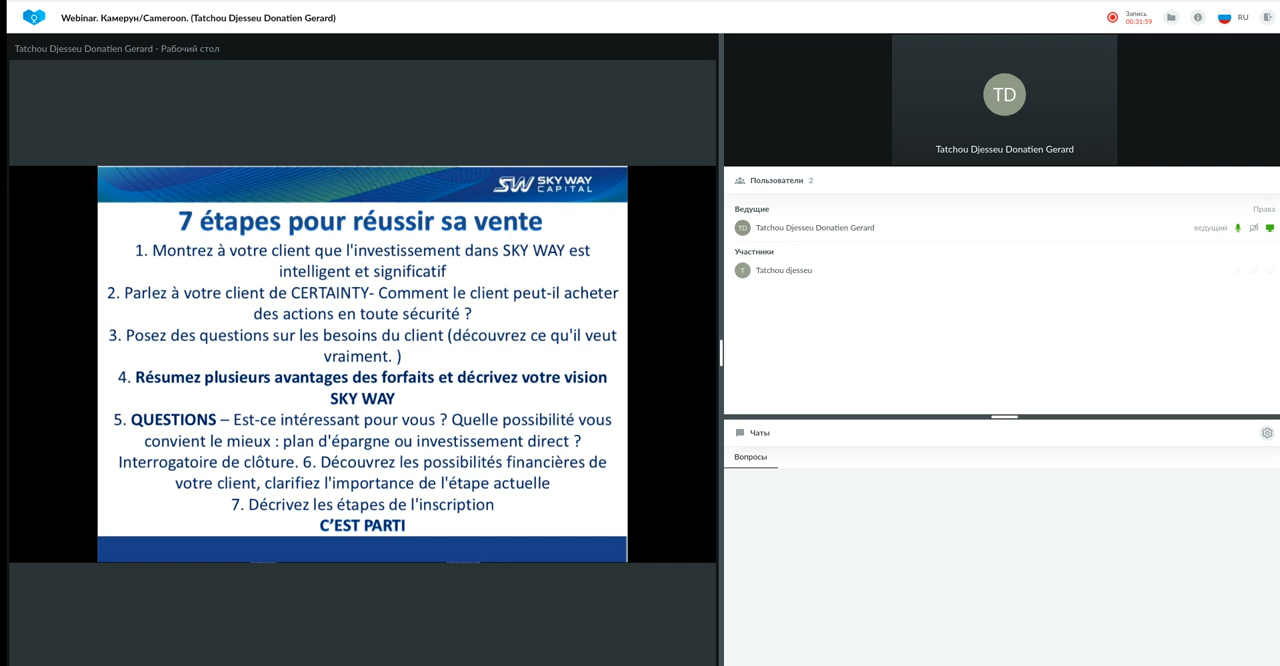 Webinar. Камерун/Cameroon. (Tatchou Djesseu Donatien Gerard)
Запись
00:31:59
RU
Tatchou Djesseu Donatien Gerard - Рабочий стол
SW SKY WAY
CAPITAL
7 étapes pour réussir sa vente
1. Montrez à votre client que l'investissement dans SKY WAY est
intelligent et significatif
2. Parlez à votre client de CERTAINTY- Comment le client peut-il acheter
des actions en toute sécurité ?
3. Posez des questions sur les besoins du client (découvrez ce qu'il veut
vraiment. )
4. Résumez plusieurs avantages des forfaits et décrivez votre vision
SKY WAY
5. QUESTIONS – Est-ce intéressant pour vous ? Quelle possibilité vous
convient le mieux : plan d'épargne ou investissement direct ?
Interrogatoire de clôture. 6. Découvrez les possibilités financières de
votre client, clarifiez l'importance de l'étape actuelle
7. Décrivez les étapes de l'inscription
C'EST PARTI
TD
Tatchou Djesseu Donatien Gerard
Пользователи 2
Ведущие Права
TD Tatchou Djesseu Donatien Gerard ведущий
Участники
T Tatchou djesseu
Чаты
Вопросы